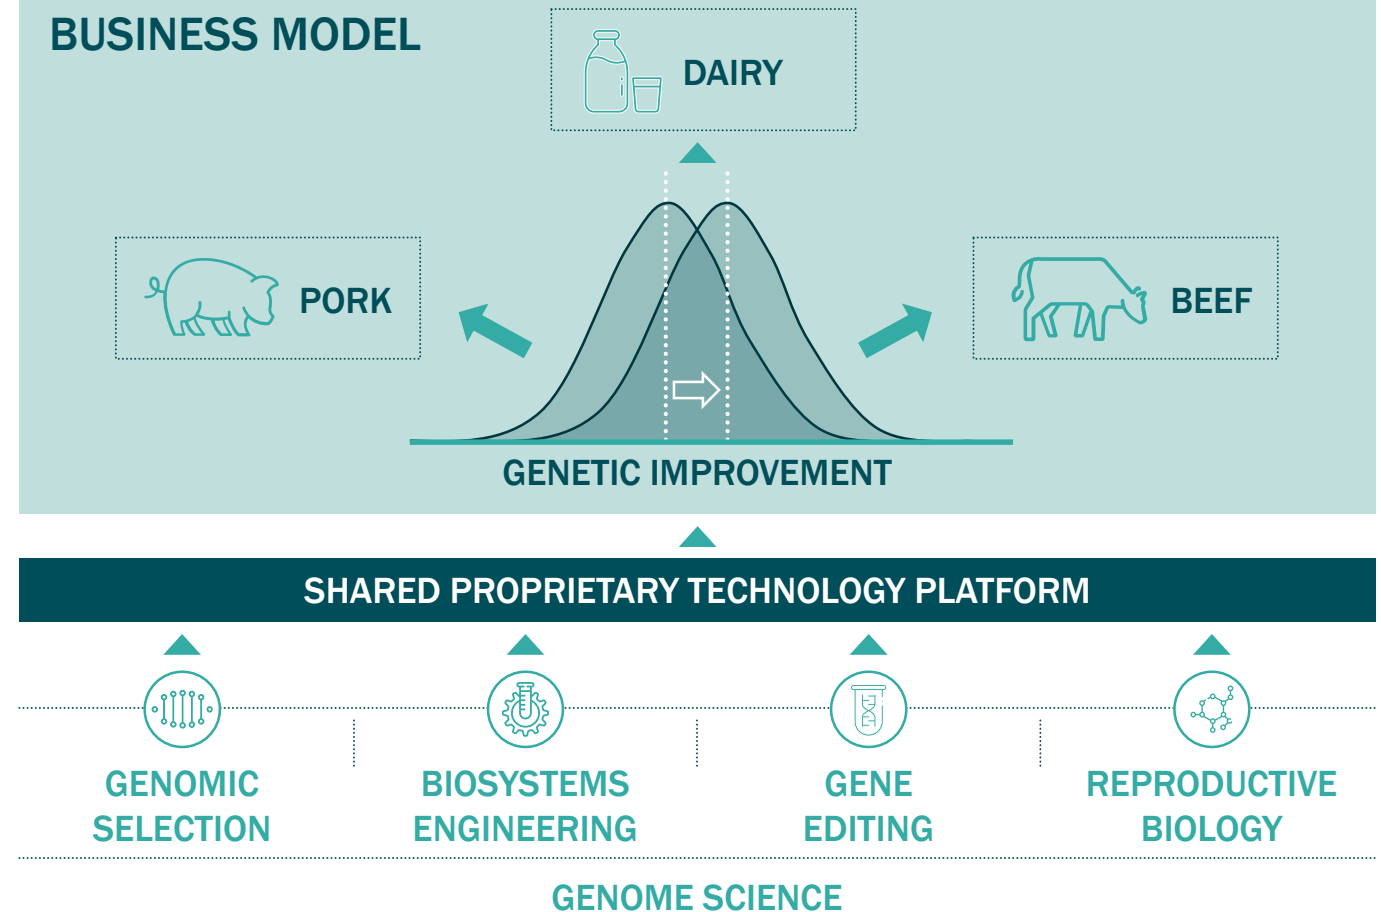 BUSINESS MODEL
DAIRY
PORK
BEEF
GENETIC IMPROVEMENT
SHARED PROPRIETARY TECHNOLOGY PLATFORM
GENOMIC
SELECTION
BIOSYSTEMS
ENGINEERING
GENE
EDITING
REPRODUCTIVE
BIOLOGY
GENOME SCIENCE